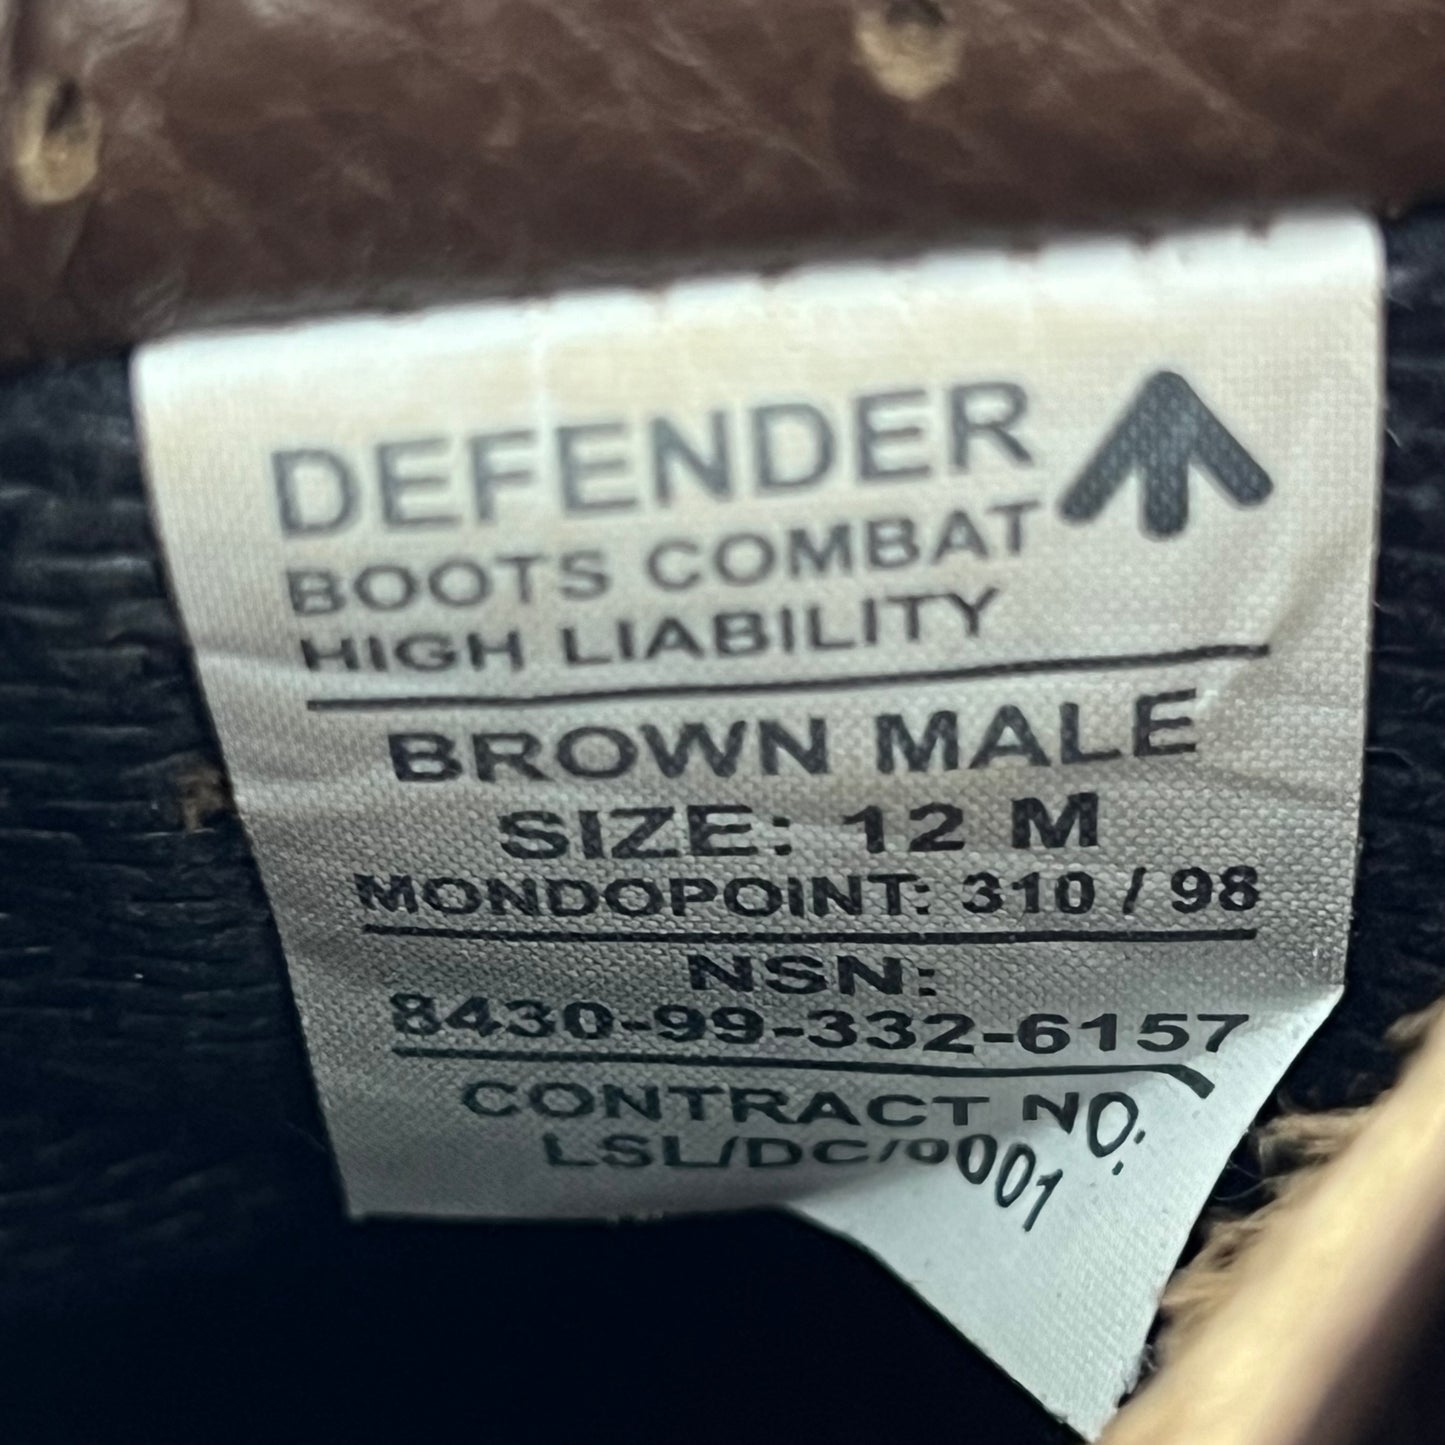 DEFENDER
BOOTS COMBAT
HIGH LIABILITY
BROWN MALE
SIZE: 12 M
MONDOPOINT: 310 / 98
NSN:
8430-99-332-6157
CONTRACT NO:
LSL/DC/0001